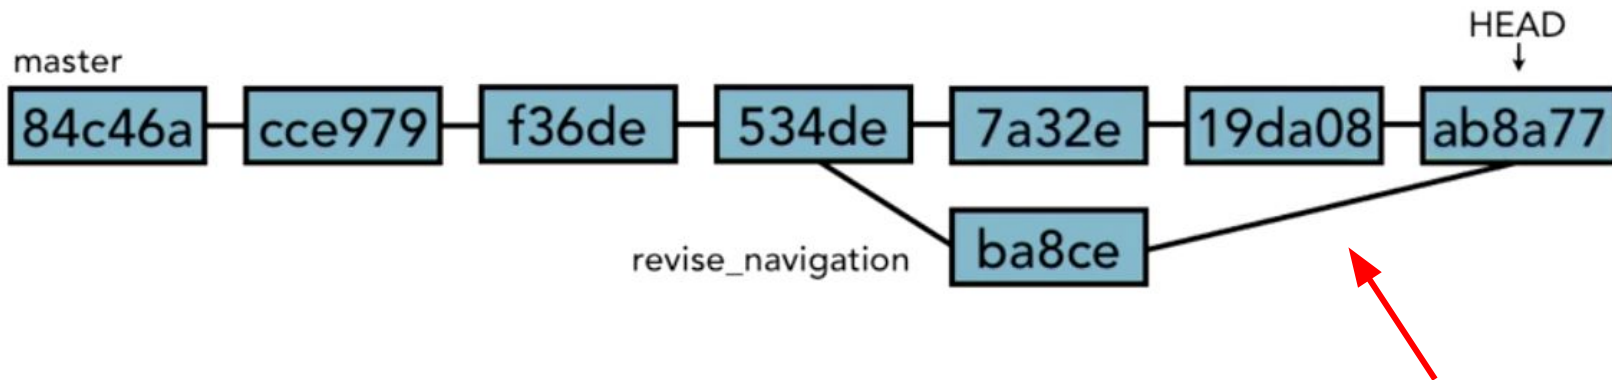 HEAD
master
84c46a
cce979
f36de
534de
7a32e
19da08
ab8a77
revise_navigation
ba8ce